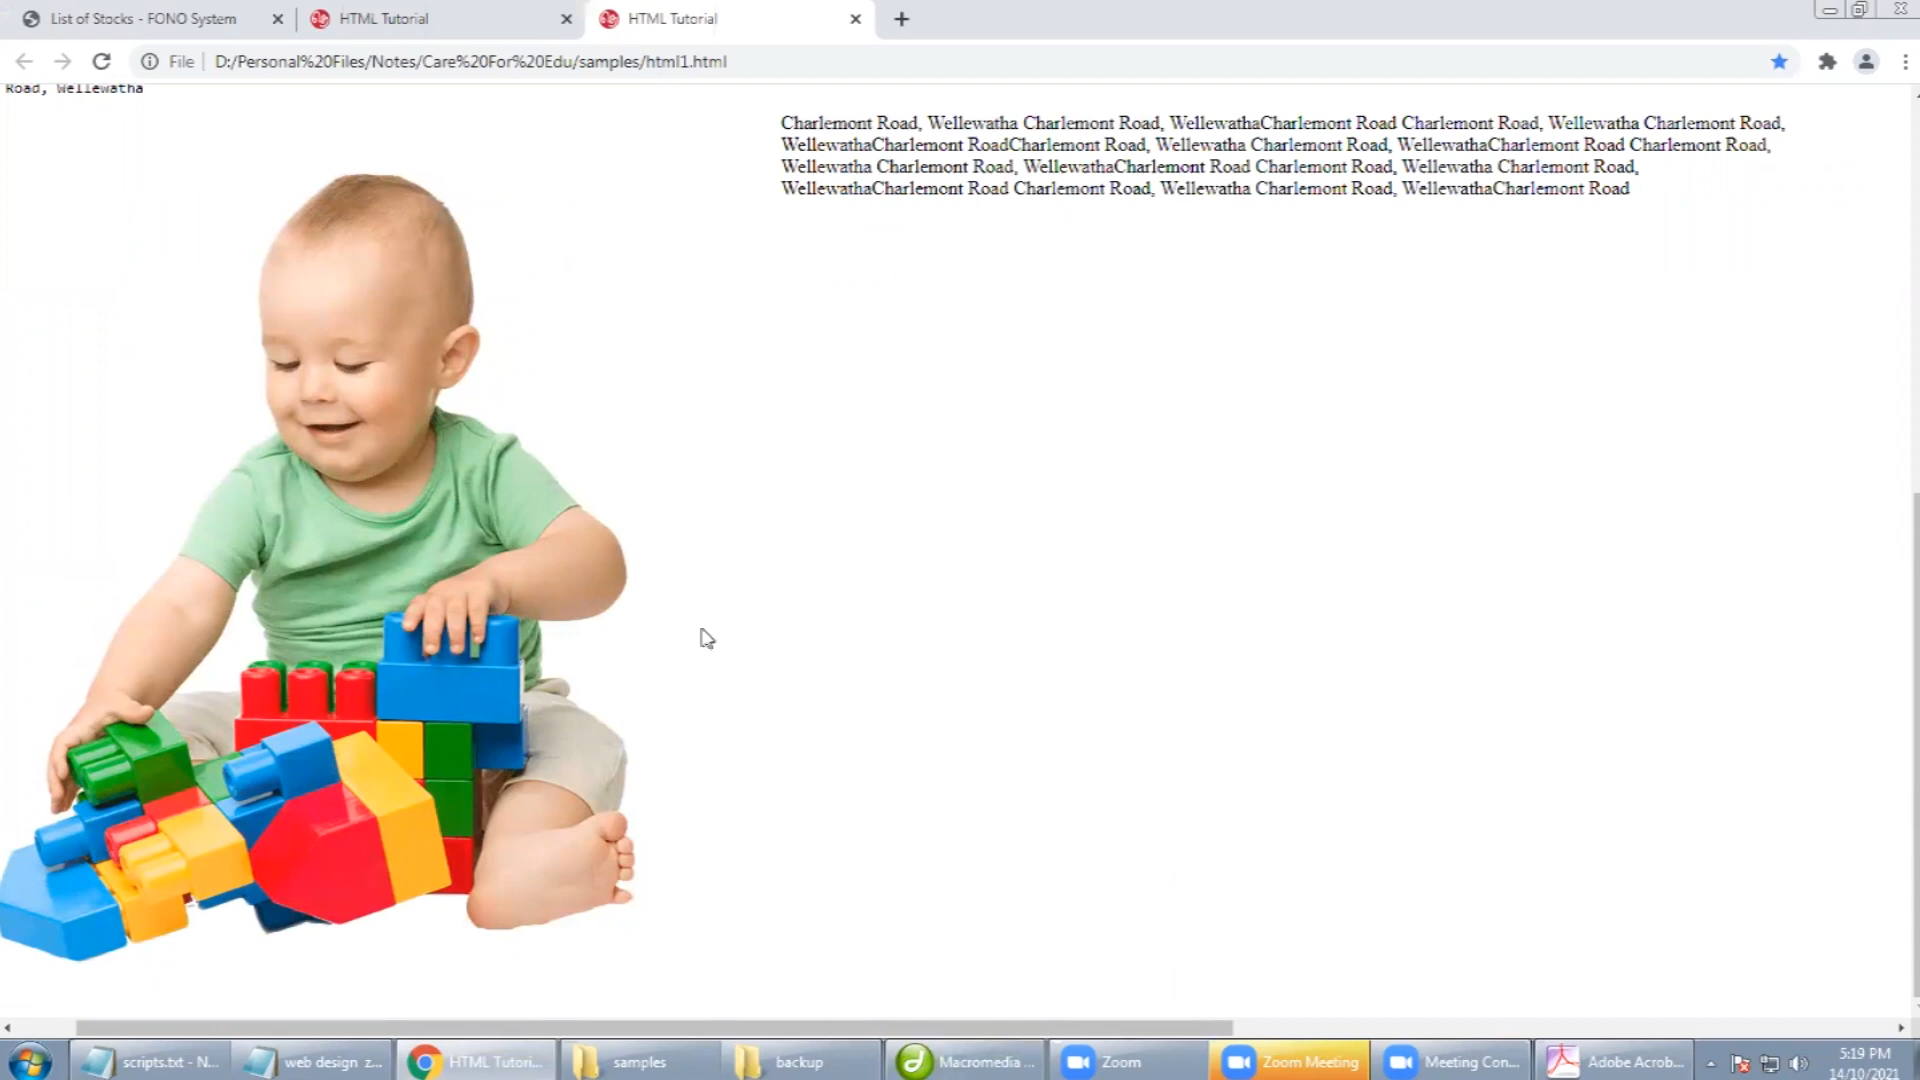 List of Stocks - FONO System
HTML Tutorial
HTML Tutorial
File
D:/Personal%20Files/Notes/Care%20For%20Edu/samples/html1.html
Road, Wellewatha
Charlemont Road, Wellewatha Charlemont Road, WellewathaCharlemont Road Charlemont Road, Wellewatha Charlemont Road,
WellewathaCharlemont RoadCharlemont Road, Wellewatha Charlemont Road, WellewathaCharlemont Road Charlemont Road,
Wellewatha Charlemont Road, WellewathaCharlemont Road Charlemont Road, Wellewatha Charlemont Road,
WellewathaCharlemont Road Charlemont Road, Wellewatha Charlemont Road, WellewathaCharlemont Road
scripts.txt - N...
web design z...
HTML Tutori...
samples
backup
Macromedia ...
Zoom
Zoom Meeting
Meeting Con...
Adobe Acrob...
5:19 PM
14/10/2021